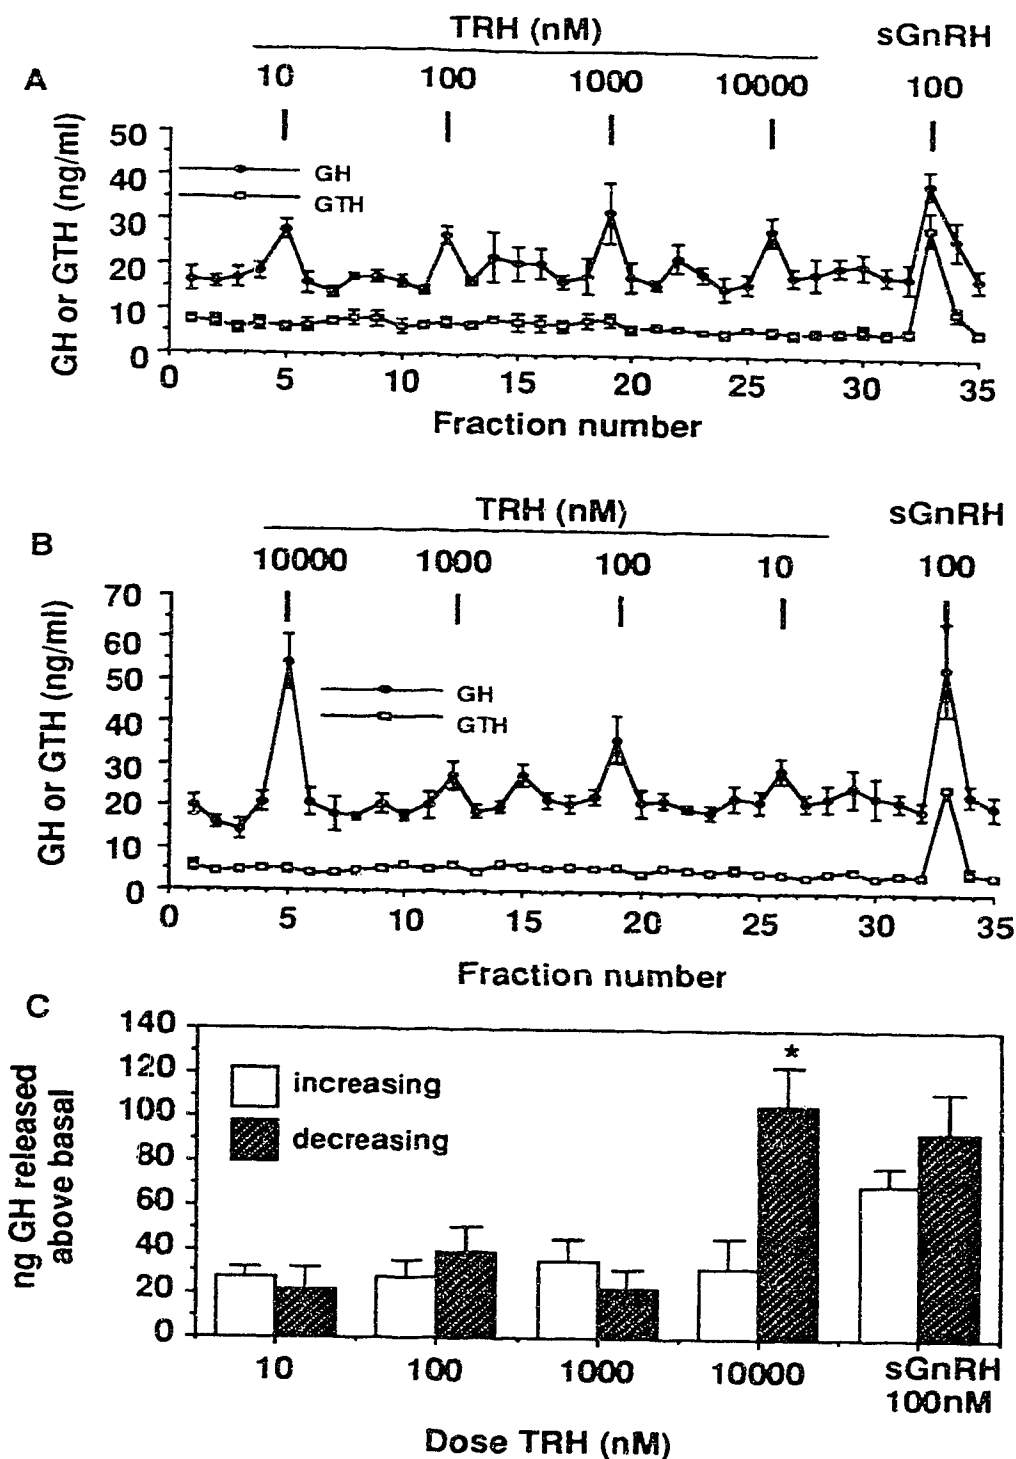 TRH (nM)
sGnRH
A
10 100 1000 10000 100
50
40
30
20
10
0
GH or GTH (ng/ml)
GH
GTH
0 5 10 15 20 25 30 35
Fraction number
TRH (nM)
sGnRH
B
10000 1000 100 10 100
70
60
50
40
30
20
10
0
GH or GTH (ng/ml)
GH
GTH
0 5 10 15 20 25 30 35
Fraction number
C
140
120
100
80
60
40
20
0
ng GH released
above basal
increasing
decreasing
*
10 100 1000 10000 sGnRH
100nM
Dose TRH (nM)